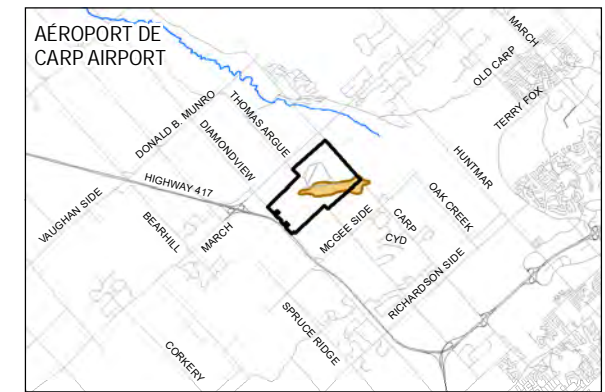 AÉROPORT DE
CARP AIRPORT
MARCH
OLD CARP
TERRY FOX
THOMAS ARGUE
DONALD B. MUNRO
DIAMONDVIEW
HUNTMAR
HIGHWAY 417
OAK CREEK
VAUGHAN SIDE
BEARHILL
MARCH
MCGEE SIDE
CARP
CYD
RICHARDSON SIDE
SPRUCE RIDGE
CORKERY